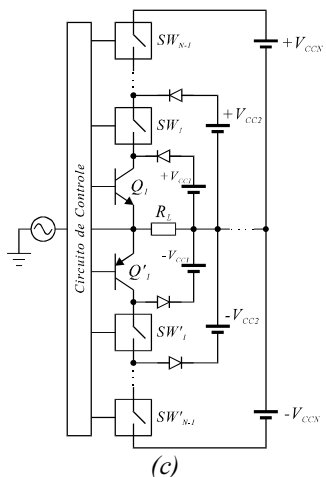 SW_{N-1}
+V_{CCN}
SW_1
+V_{CC2}
Q_1
+V_{CC1}
R_L
Circuito de Controle
Q'_1
-V_{CC1}
SW'_1
-V_{CC2}
SW'_{N-1}
-V_{CCN}
(c)